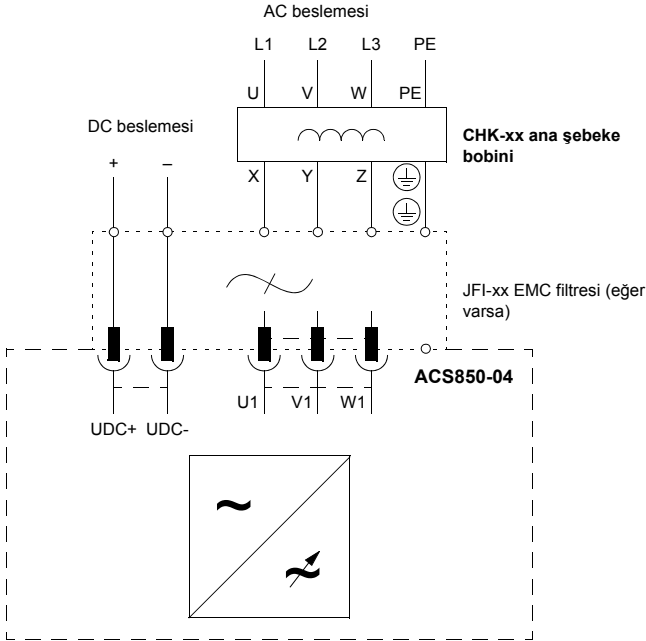 AC beslemesi
L1 L2 L3 PE
U V W PE
DC beslemesi
+ –
CHK-xx ana şebeke
bobini
X Y Z
JFI-xx EMC filtresi (eğer
varsa)
ACS850-04
U1 V1 W1
UDC+ UDC-